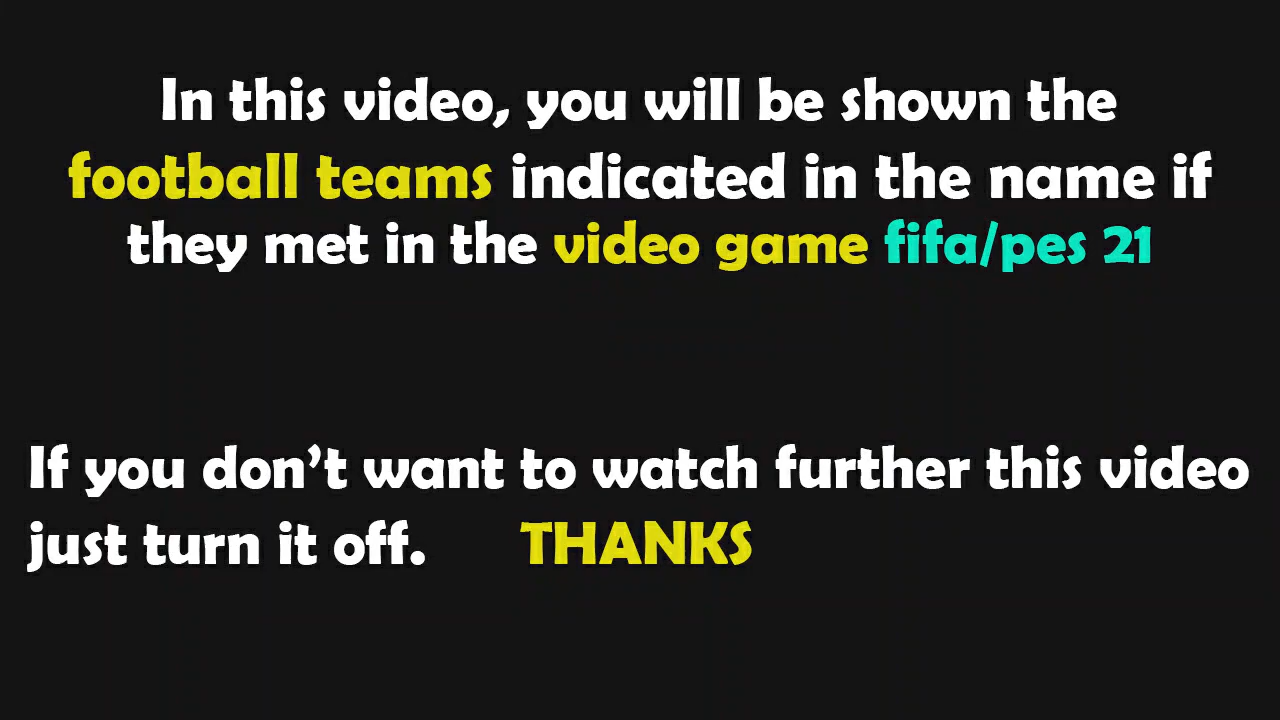 In this video, you will be shown the
football teams indicated in the name if
they met in the video game fifa/pes 21
If you don't want to watch further this video
just turn it off. THANKS